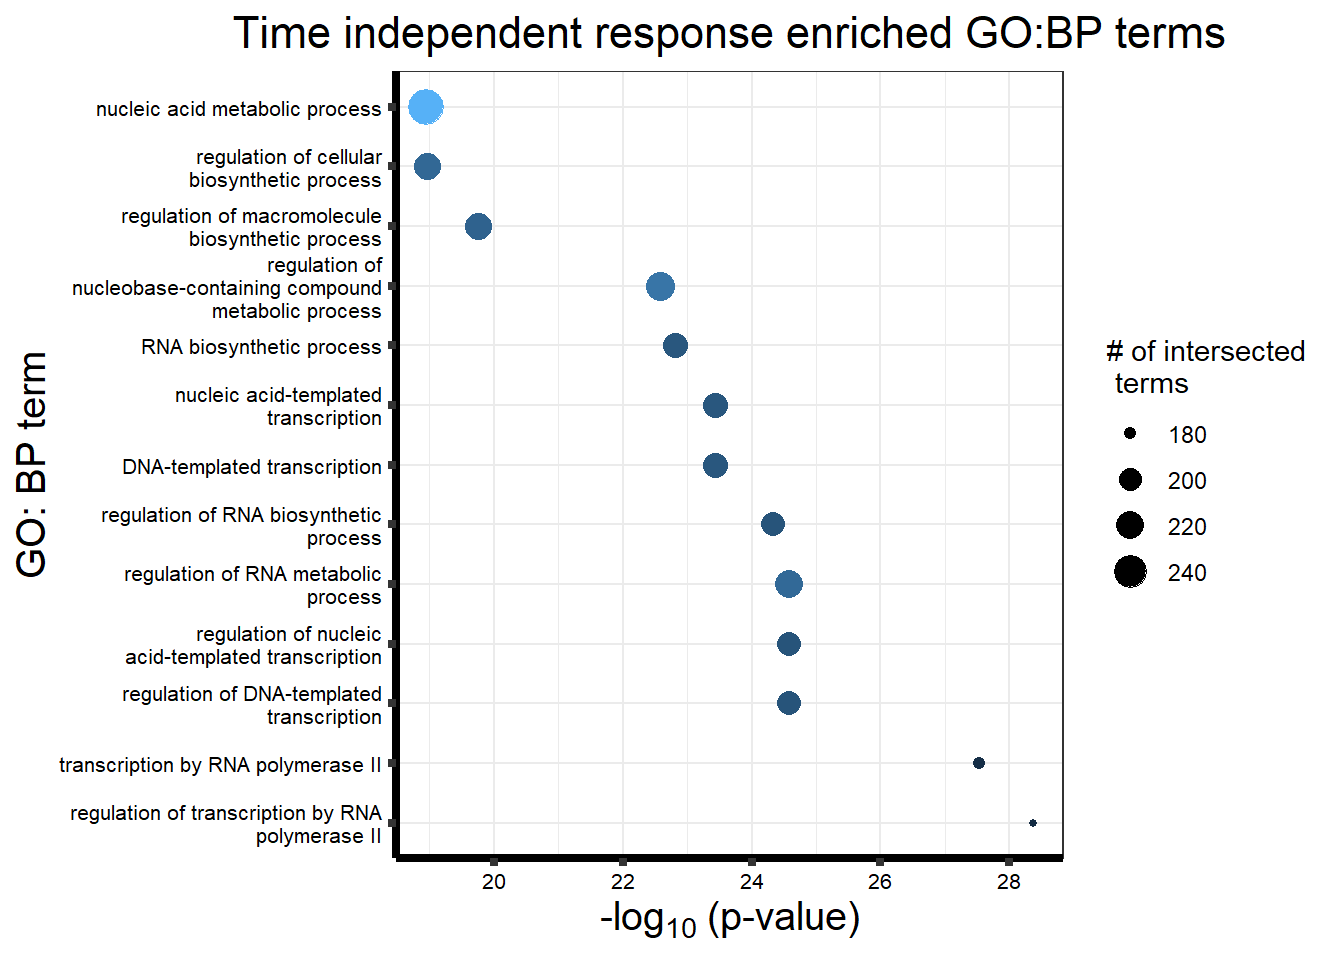 Time independent response enriched GO:BP terms
GO: BP term
nucleic acid metabolic process
regulation of cellular
biosynthetic process
regulation of macromolecule
biosynthetic process
regulation of
nucleobase-containing compound
metabolic process
RNA biosynthetic process
nucleic acid-templated
transcription
DNA-templated transcription
regulation of RNA biosynthetic
process
regulation of RNA metabolic
process
regulation of nucleic
acid-templated transcription
regulation of DNA-templated
transcription
transcription by RNA polymerase II
regulation of transcription by RNA
polymerase II
20 22 24 26 28
-log10 (p-value)
# of intersected
terms
180
200
220
240